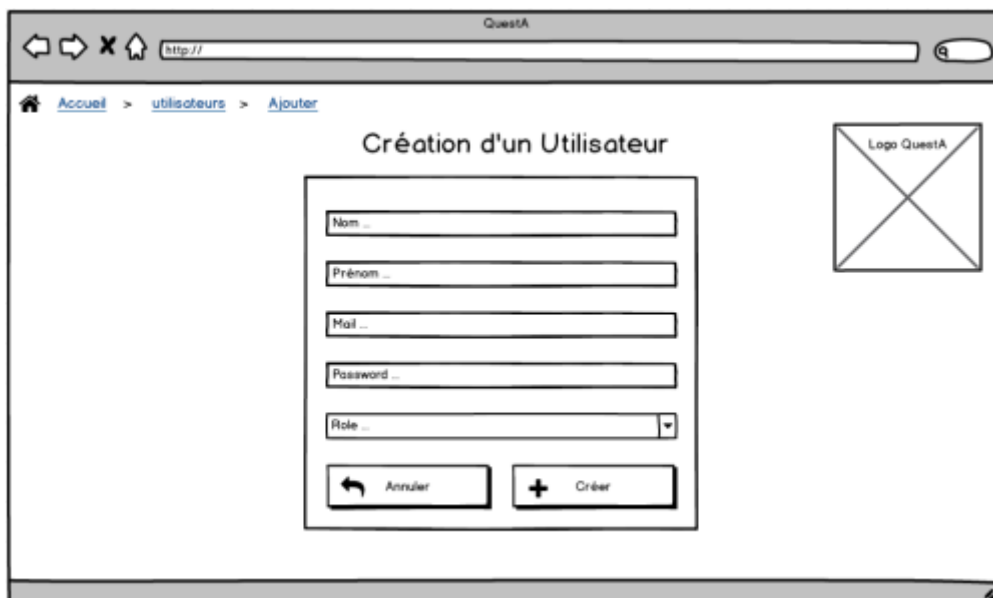 QuestA
http://
Accueil > utilisateurs > Ajouter
Création d'un Utilisateur
Logo QuestA
Nom ...
Prénom ...
Mail ...
Password ...
Role ...
Annuler
Créer